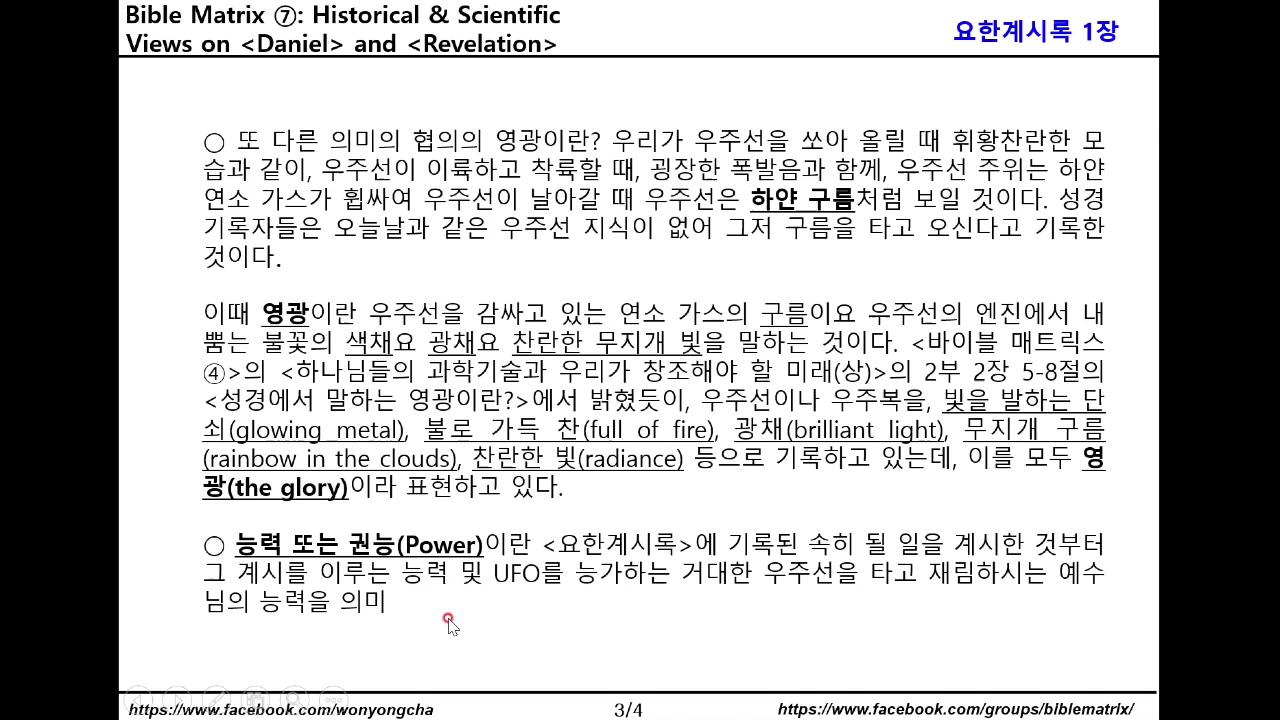 Bible Matrix ⑦: Historical & Scientific
Views on <Daniel> and <Revelation>
요한계시록 1장
○ 또 다른 의미의 협의의 영광이란? 우리가 우주선을 쏘아 올릴 때 휘황찬란한 모
습과 같이, 우주선이 이륙하고 착륙할 때, 굉장한 폭발음과 함께, 우주선 주위는 하얀
연소 가스가 휩싸여 우주선이 날아갈 때 우주선은 하얀 구름처럼 보일 것이다. 성경
기록자들은 오늘날과 같은 우주선 지식이 없어 그저 구름을 타고 오신다고 기록한
것이다.
이때 영광이란 우주선을 감싸고 있는 연소 가스의 구름이요 우주선의 엔진에서 내
뿜는 불꽃의 색채요 광채요 찬란한 무지개 빛을 말하는 것이다. <바이블 매트릭스
④>의 <하나님들의 과학기술과 우리가 창조해야 할 미래(상)>의 2부 2장 5-8절의
<성경에서 말하는 영광이란?>에서 밝혔듯이, 우주선이나 우주복을, 빛을 발하는 단
쇠(glowing metal), 불로 가득 찬(full of fire), 광채(brilliant light), 무지개 구름
(rainbow in the clouds), 찬란한 빛(radiance) 등으로 기록하고 있는데, 이를 모두 영
광(the glory)이라 표현하고 있다.
○ 능력 또는 권능(Power)이란 <요한계시록>에 기록된 속히 될 일을 계시한 것부터
그 계시를 이루는 능력 및 UFO를 능가하는 거대한 우주선을 타고 재림하시는 예수
님의 능력을 의미
https://www.facebook.com/wonyongcha
3/4
https://www.facebook.com/groups/biblematrix/